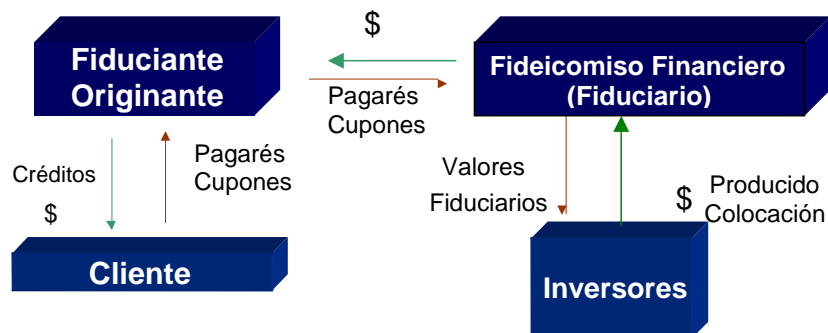 Fiduciante
Originante
$
Pagarés
Cupones
Fideicomiso Financiero
(Fiduciario)
Créditos
$
Pagarés
Cupones
Valores
Fiduciarios
$ Producido
Colocación
Cliente
Inversores